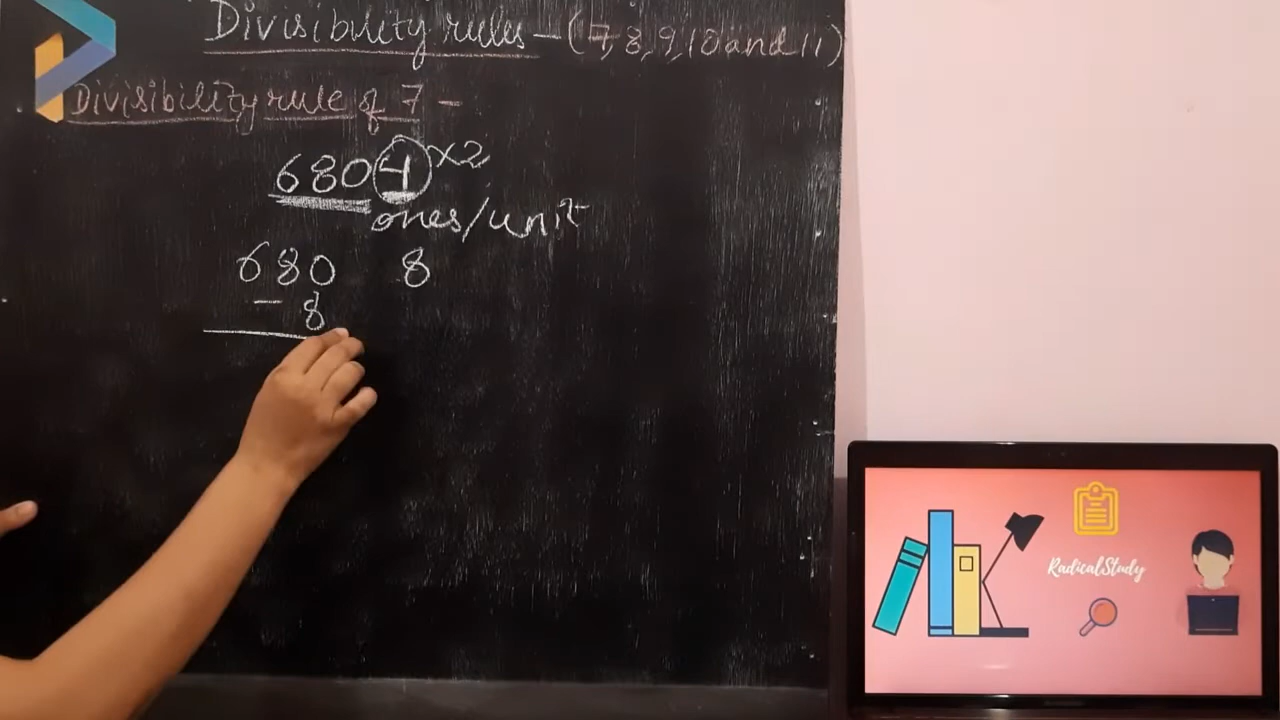 Divisibility rules - (7,8,9,10 and 11)
Divisibility rule of 7 -
6804 ×2
ones/unit
680 8
- 8
RadicalStudy